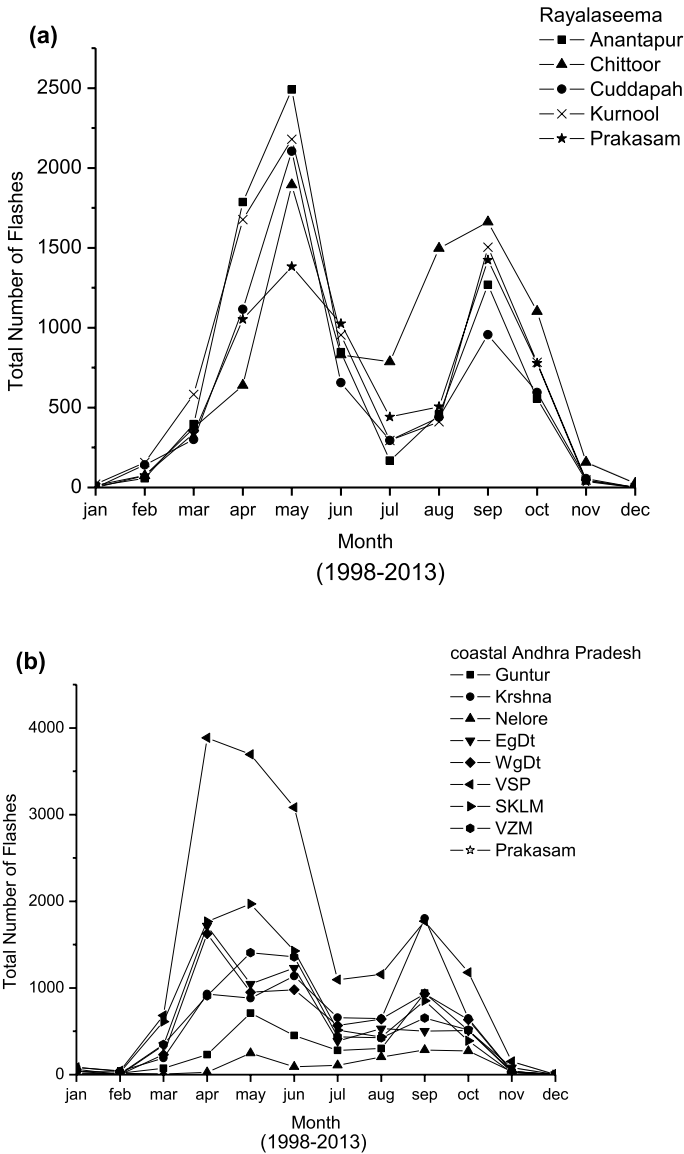 (a)
Rayalaseema
Anantapur
Chittoor
Cuddapah
Kurnool
Prakasam
Total Number of Flashes
2500
2000
1500
1000
500
0
jan feb mar apr may jun jul aug sep oct nov dec
Month
(1998-2013)
(b)
coastal Andhra Pradesh
Guntur
Krshna
Nelore
EgDt
WgDt
VSP
SKLM
VZM
Prakasam
Total Number of Flashes
4000
3000
2000
1000
0
jan feb mar apr may jun jul aug sep oct nov dec
Month
(1998-2013)